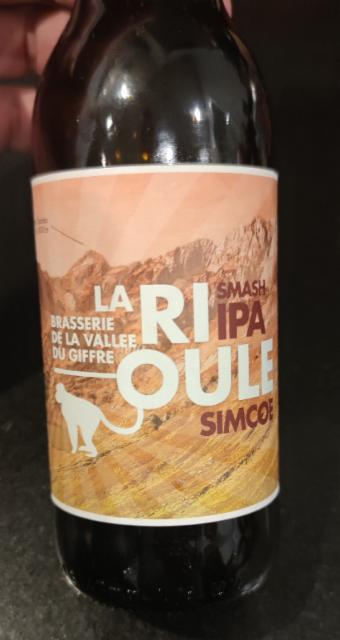 LA
RI
OULE
SMASH
IPA
SIMCOE
BRASSERIE
DE LA VALLEE
DU GIFFRE